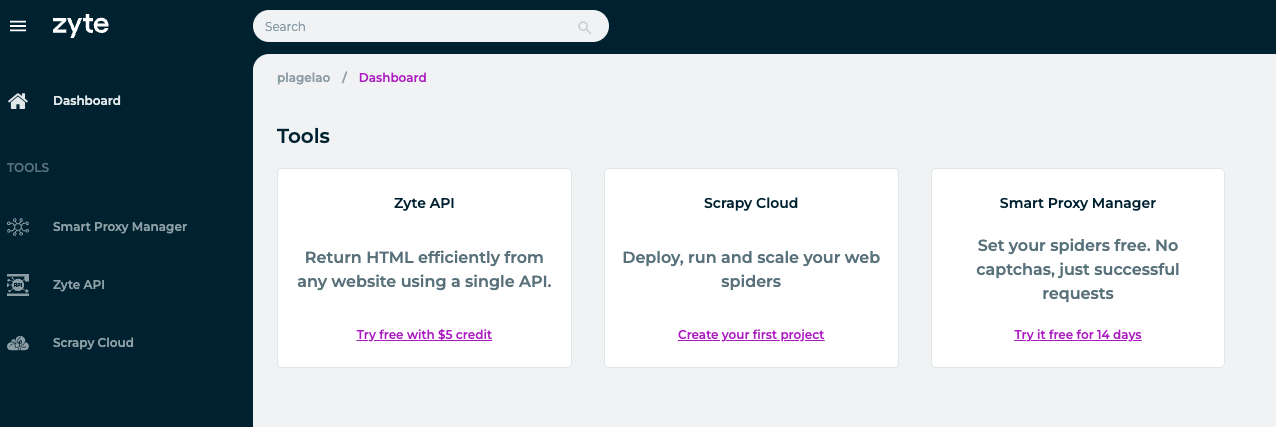 zyte
Search
Dashboard
TOOLS
Smart Proxy Manager
Zyte API
Scrapy Cloud
plagelao / Dashboard
Tools
Zyte API
Return HTML efficiently from
any website using a single API.
Try free with $5 credit
Scrapy Cloud
Deploy, run and scale your web
spiders
Create your first project
Smart Proxy Manager
Set your spiders free. No
captchas, just successful
requests
Try it free for 14 days